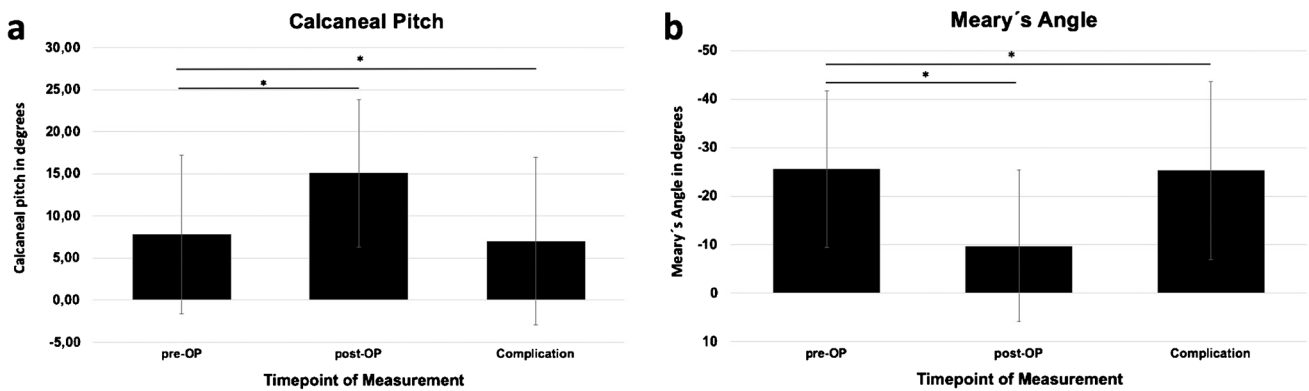 a
Calcaneal Pitch
Calcaneal pitch in degrees
30,00
25,00
20,00
15,00
10,00
5,00
0,00
-5,00
*
*
pre-OP
post-OP
Complication
Timepoint of Measurement
b
Meary´s Angle
Meary´s Angle in degrees
-50
-40
-30
-20
-10
0
10
*
*
pre-OP
post-OP
Complication
Timepoint of Measurement